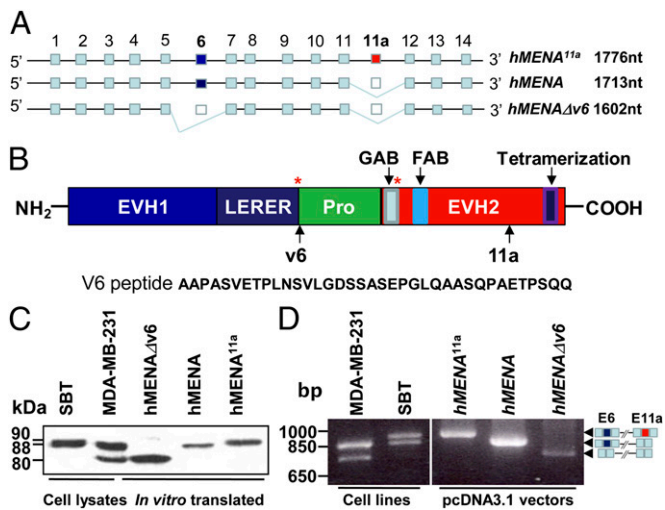 A
1 2 3 4 5 6 7 8 9 10 11 11a 12 13 14
5' 3' hMENA11a 1776nt
5' 3' hMENA 1713nt
5' 3' hMENAΔv6 1602nt
B
GAB FAB Tetramerization
* *
NH2 EVH1 LERER Pro EVH2 COOH
v6 11a
V6 peptide AAPASVETPLNSVLGDSSASEPGLQAASQPAETPSQQ
C
SBT MDA-MB-231 hMENAΔv6 hMENA hMENA11a
kDa
90
88
80
Cell lysates In vitro translated
D
MDA-MB-231 SBT hMENA11a hMENA hMENAΔv6
bp
E6 E11a
1000
850
650
Cell lines pcDNA3.1 vectors